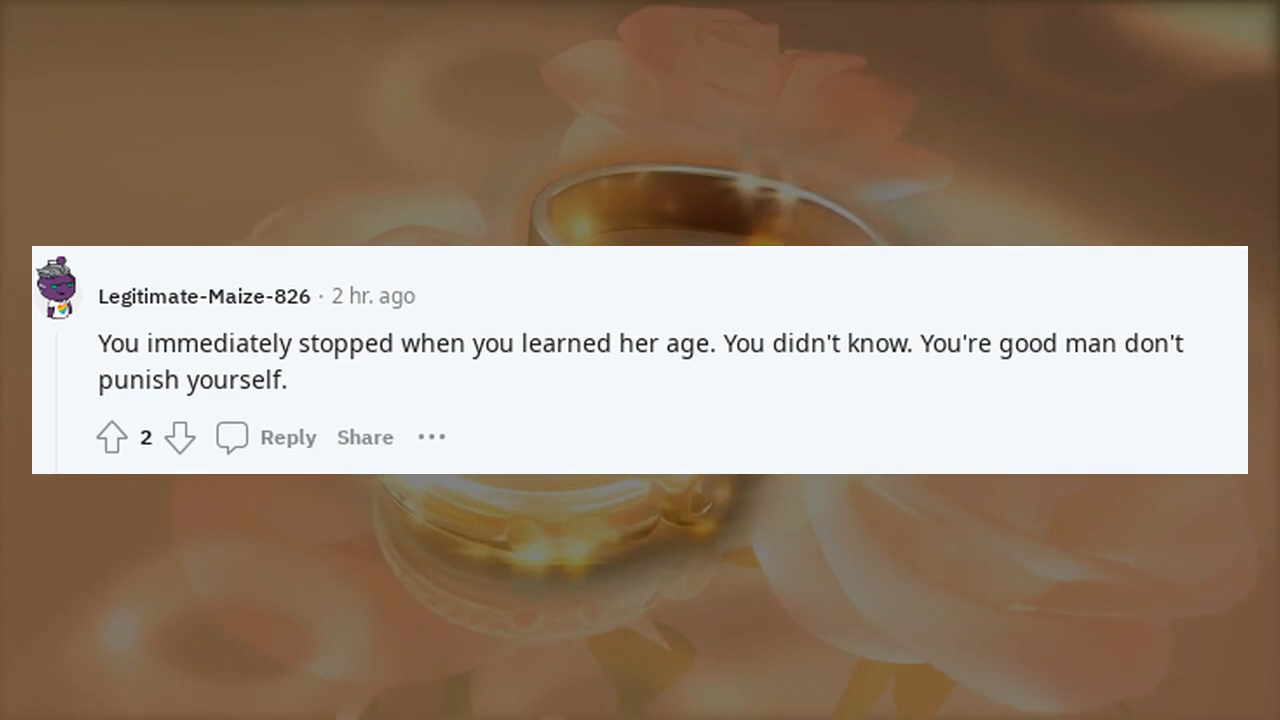 Legitimate-Maize-826 · 2 hr. ago
You immediately stopped when you learned her age. You didn't know. You're good man don't
punish yourself.
2 Reply Share ···